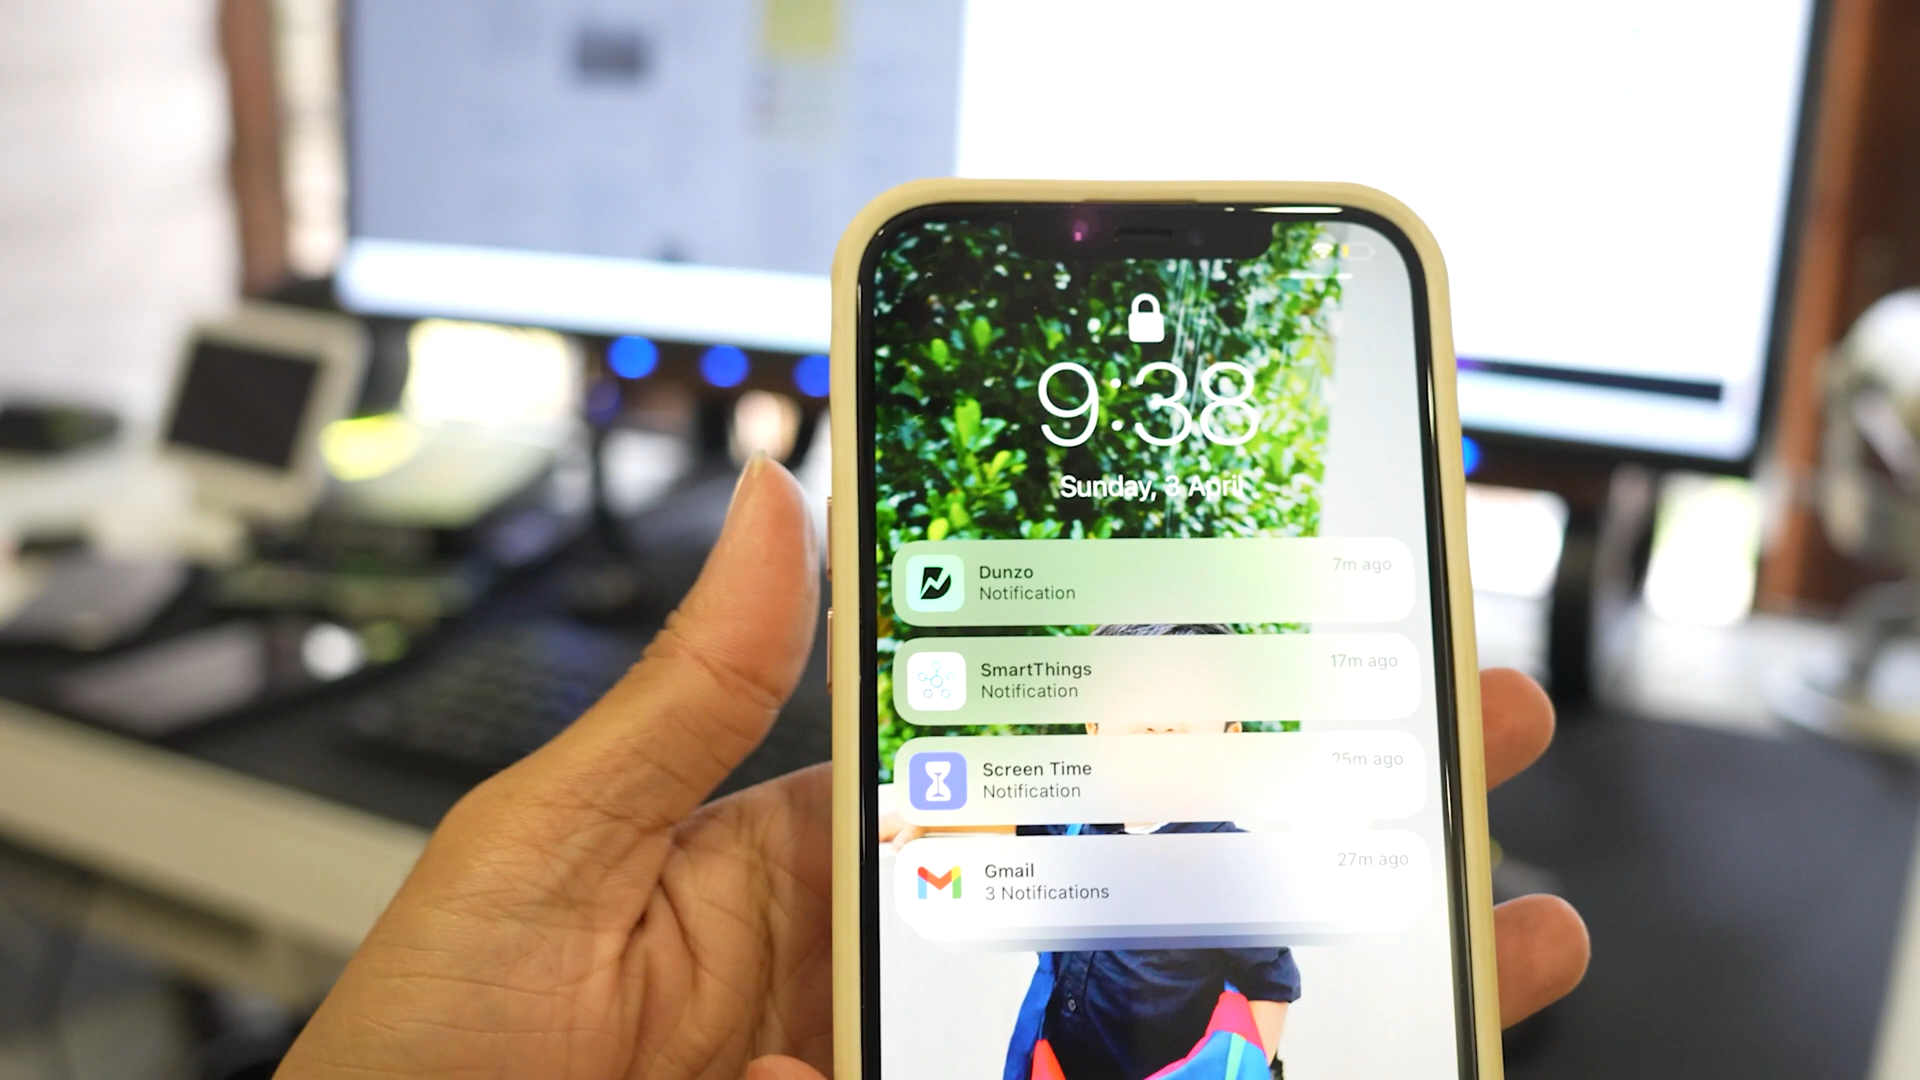 9:38
Sunday, 3 April
Dunzo
7m ago
Notification
SmartThings
17m ago
Notification
Screen Time
25m ago
Notification
Gmail
27m ago
3 Notifications